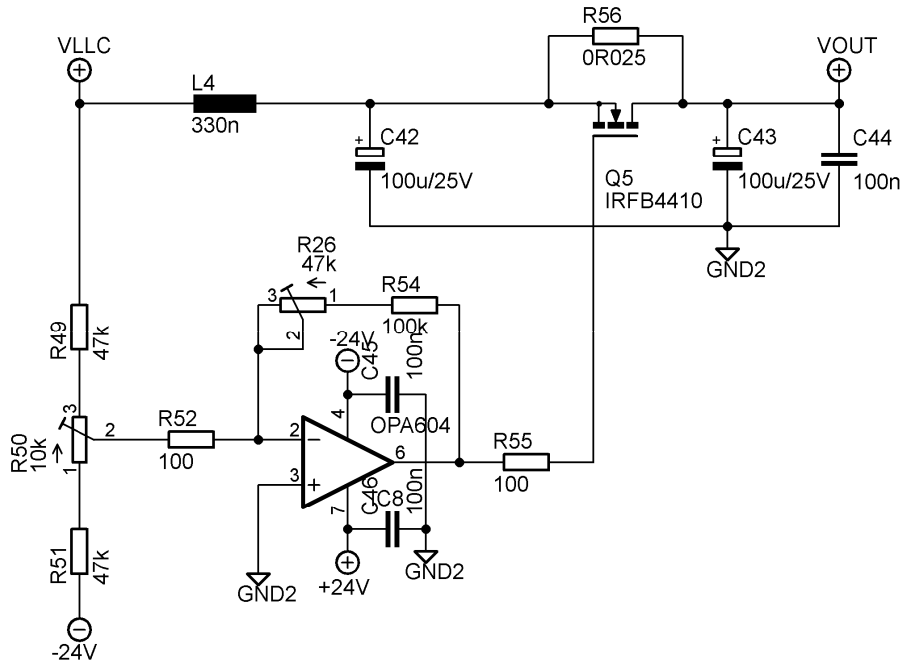 R56
0R025
VLLC
VOUT
L4
330n
+
C42
100u/25V
+
C43
100u/25V
C44
100n
Q5
IRFB4410
GND2
R26
47k
3
1
2
R54
100k
R49
47k
-24V
C45
100n
4
OPA604
R50
10k
3
2
1
R52
100
2
3
6
R55
100
7
C46
IC8
100n
GND2
+24V
GND2
R51
47k
-24V